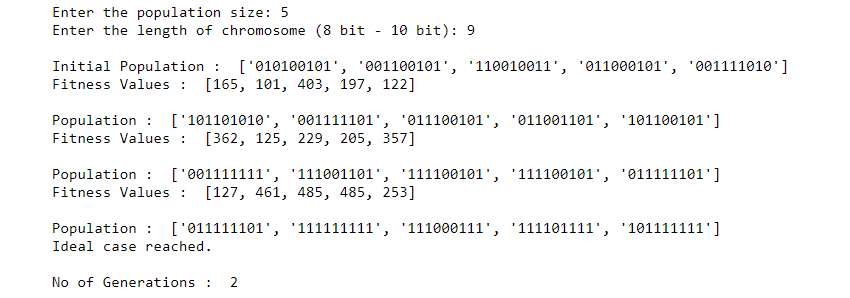 Enter the population size: 5
Enter the length of chromosome (8 bit - 10 bit): 9
Initial Population :  ['010100101', '001100101', '110010011', '011000101', '001111010']
Fitness Values :  [165, 101, 403, 197, 122]
Population :  ['101101010', '001111101', '011100101', '011001101', '101100101']
Fitness Values :  [362, 125, 229, 205, 357]
Population :  ['001111111', '111001101', '111100101', '111100101', '011111101']
Fitness Values :  [127, 461, 485, 485, 253]
Population :  ['011111101', '111111111', '111000111', '111101111', '101111111']
Ideal case reached.
No of Generations :  2